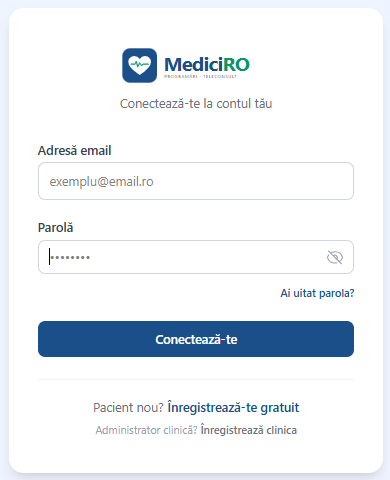 MediciRO
PROGRAMĂRI · TELECONSULT
Conectează-te la contul tău
Adresă email
exemplu@email.ro
Parolă
••••••••
Ai uitat parola?
Conectează-te
Pacient nou? Înregistrează-te gratuit
Administrator clinică? Înregistrează clinica